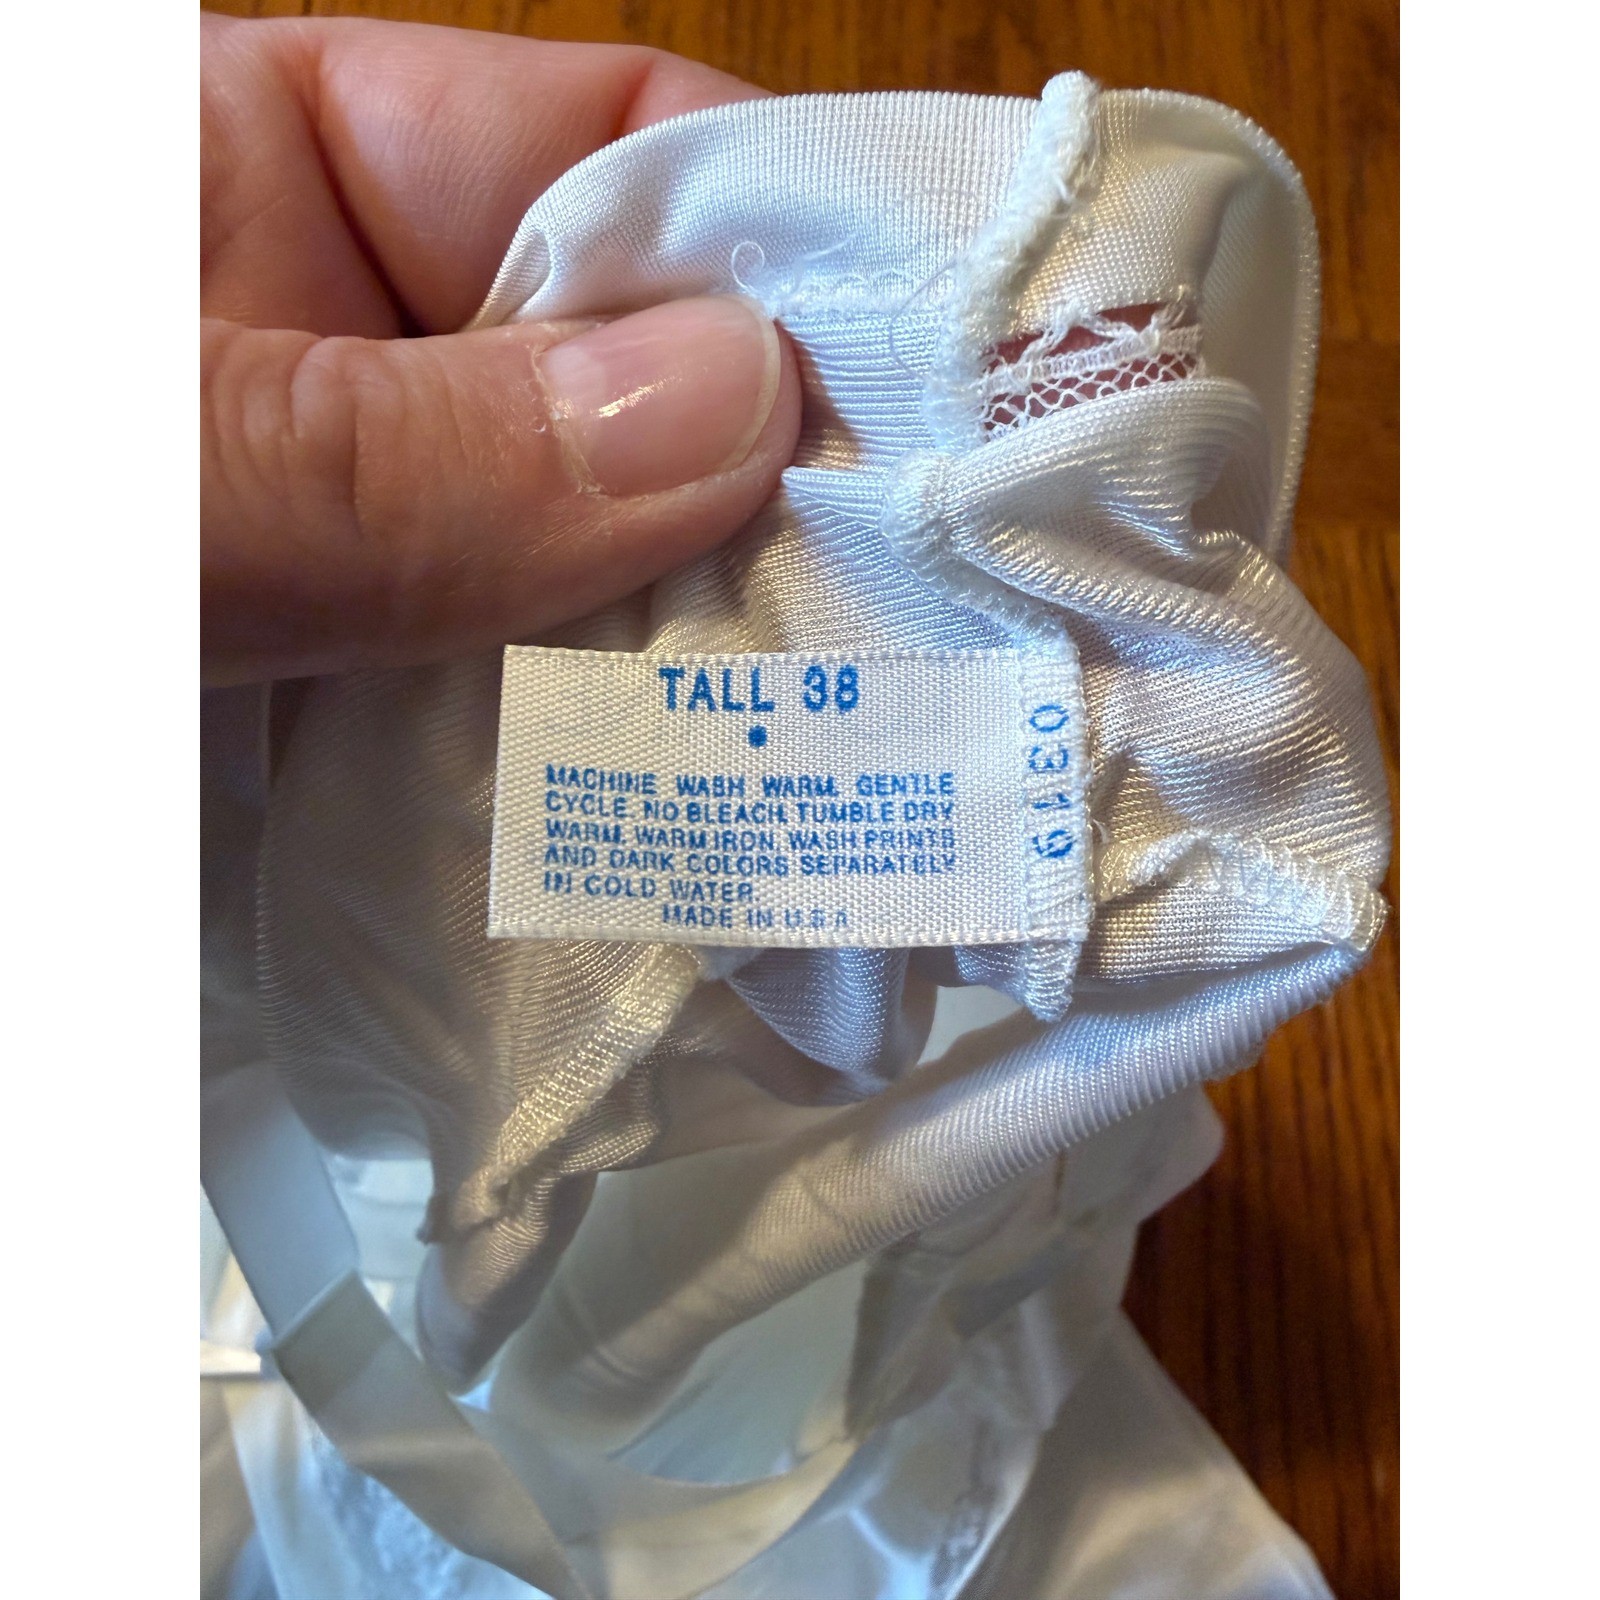 TALL 38
MACHINE WASH WARM. GENTLE
CYCLE. NO BLEACH. TUMBLE DRY
WARM. WARM IRON. WASH PRINTS
AND DARK COLORS SEPARATELY
IN COLD WATER.
MADE IN U.S.A.
0319